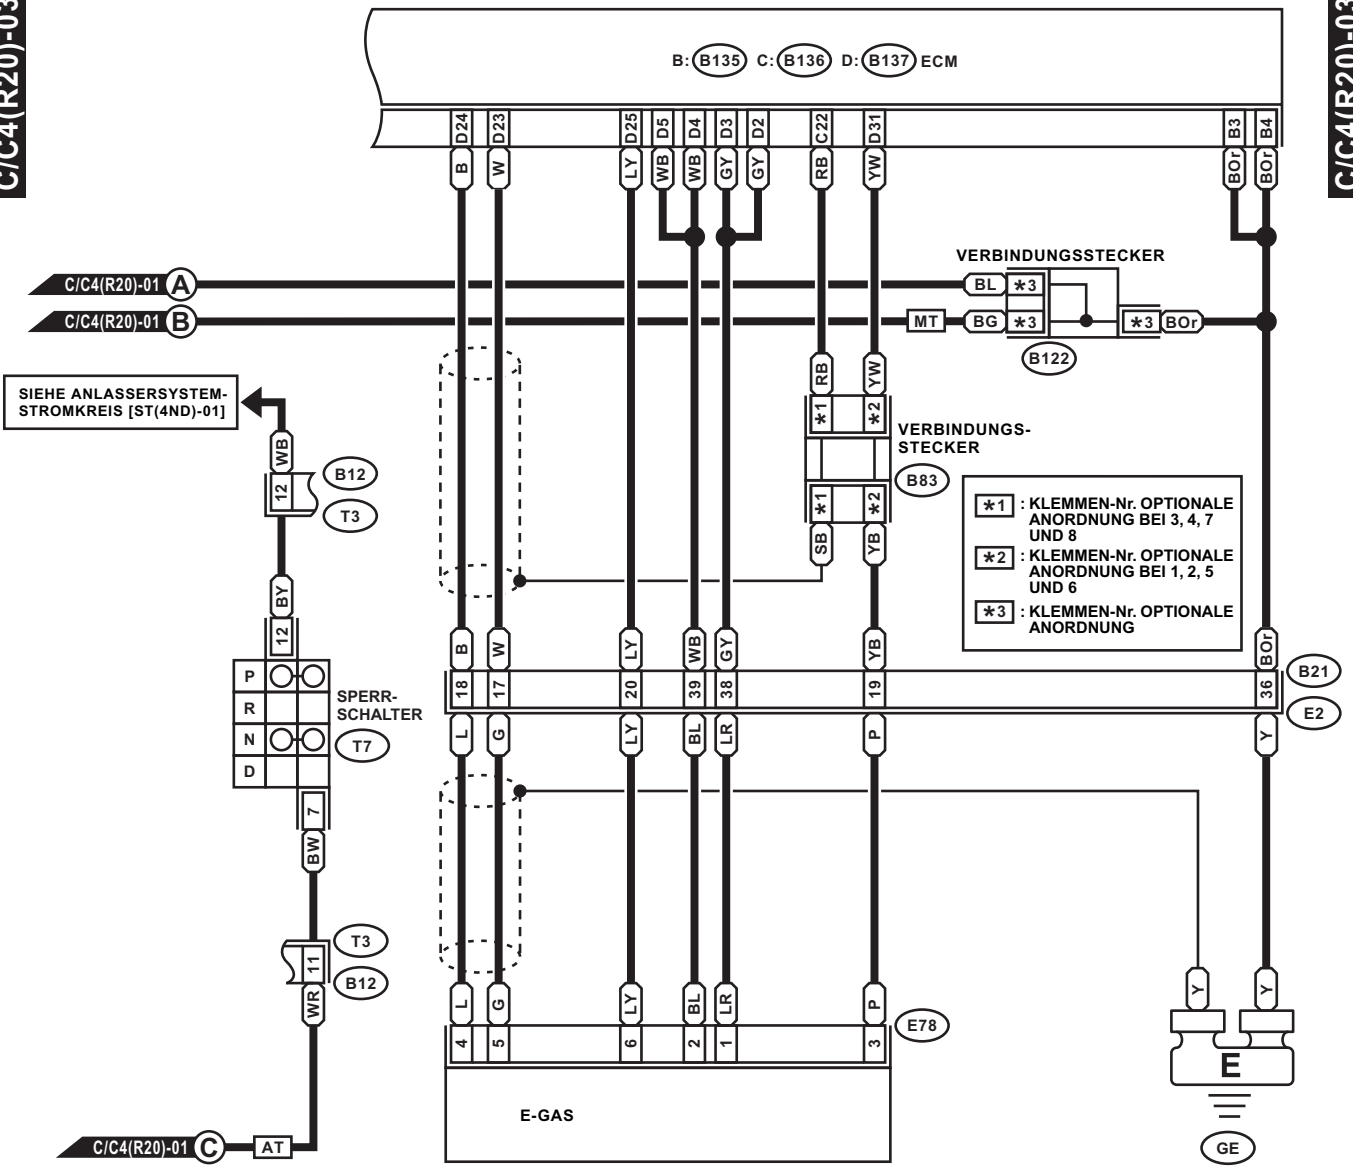 C/C4(R20)-03
C/C4(R20)-03
B: B135 C: B136 D: B137 ECM
D24 D23 D25 D5 D4 D3 D2 C22 D31 B3 B4
B W LY WB WB GY GY RB YW BOr BOr
VERBINDUNGSSTECKER
C/C4(R20)-01 A BL *3
C/C4(R20)-01 B MT BG *3 *3 BOr
B122
SIEHE ANLASSERSYSTEM-
STROMKREIS [ST(4ND)-01]
RB YW
*1 *2
VERBINDUNGS-
STECKER
B83
*1 *2
SB YB
WB
12
B12
T3
BY
12
*1 : KLEMMEN-Nr. OPTIONALE
ANORDNUNG BEI 3, 4, 7
UND 8
*2 : KLEMMEN-Nr. OPTIONALE
ANORDNUNG BEI 1, 2, 5
UND 6
*3 : KLEMMEN-Nr. OPTIONALE
ANORDNUNG
B W LY WB GY YB BOr
18 17 20 39 38 19 36
B21
E2
L G LY BL LR P Y
P
R
N
D
SPERR-
SCHALTER
T7
7
BW
T3
11
B12
WR
L G LY BL LR P Y Y
4 5 6 2 1 3
E78
E-GAS
E
GE
C/C4(R20)-01 C AT